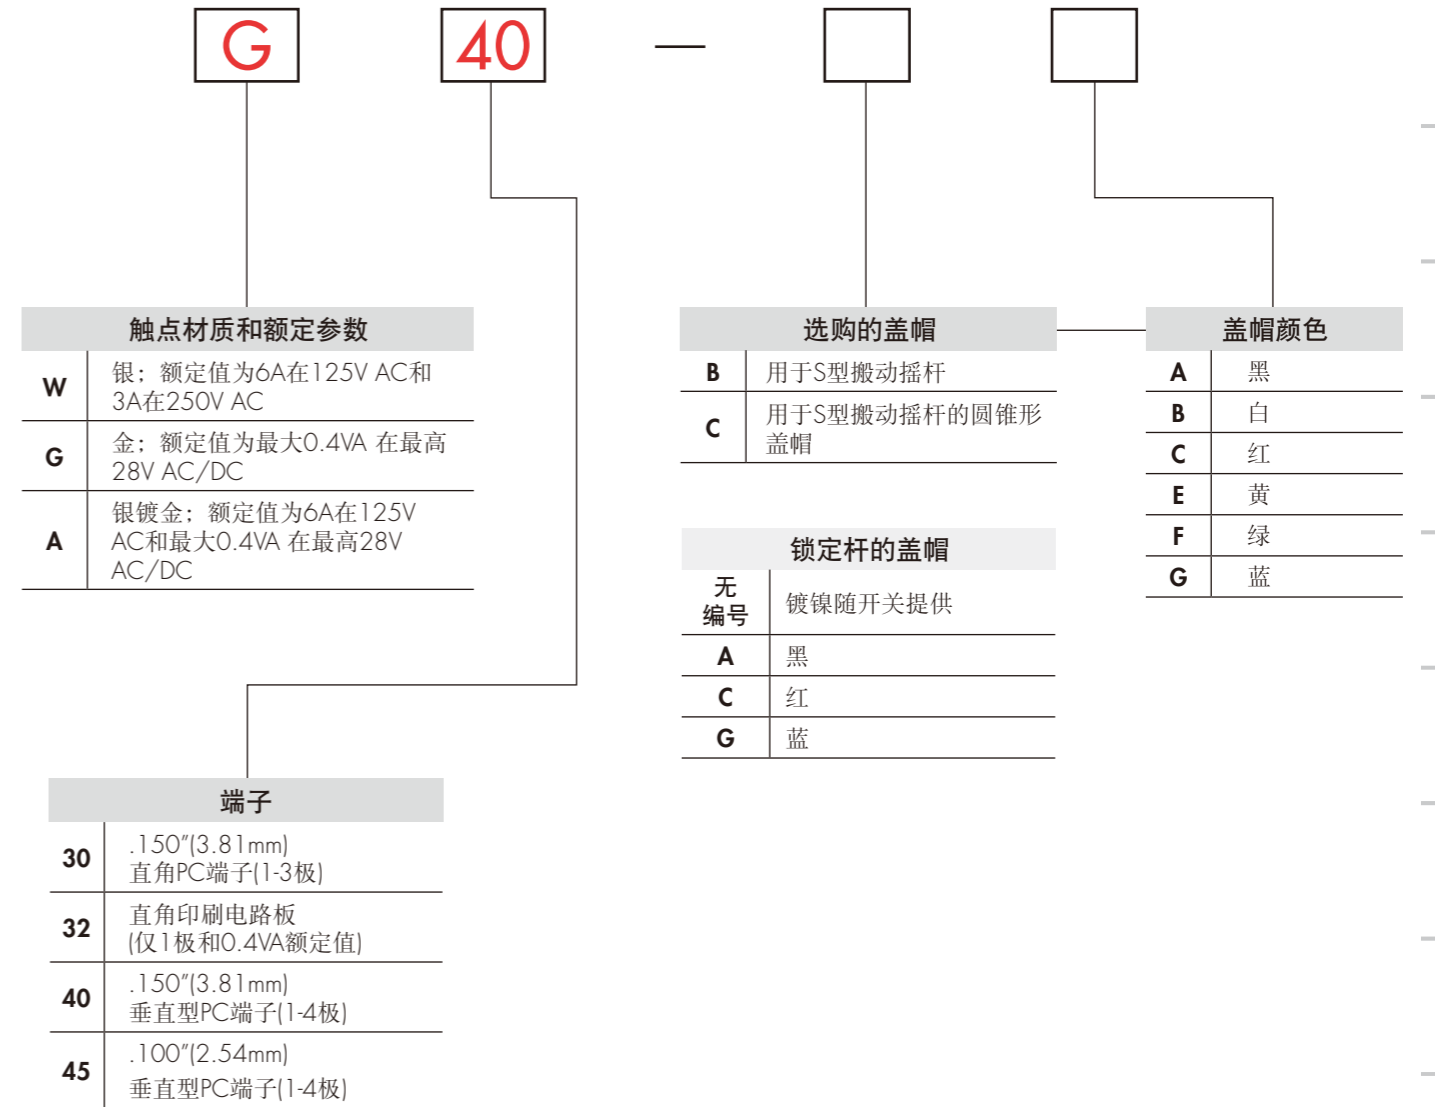 G 40 —
触点材质和额定参数
W 银；额定值为6A在125V AC和
3A在250V AC
G 金；额定值为最大0.4VA 在最高
28V AC/DC
A 银镀金；额定值为6A在125V
AC和最大0.4VA 在最高28V
AC/DC
选购的盖帽
B 用于S型搬动摇杆
C 用于S型搬动摇杆的圆锥形
盖帽
盖帽颜色
A 黑
B 白
C 红
E 黄
F 绿
G 蓝
锁定杆的盖帽
无
编号 镀镍随开关提供
A 黑
C 红
G 蓝
端子
30 .150"(3.81mm)
直角PC端子(1-3极)
32 直角印刷电路板
(仅1极和0.4VA额定值)
40 .150"(3.81mm)
垂直型PC端子(1-4极)
45 .100"(2.54mm)
垂直型PC端子(1-4极)